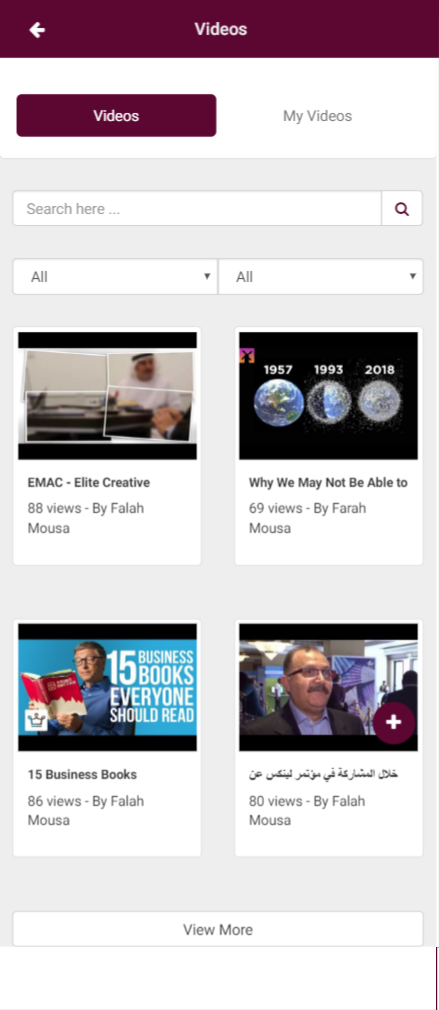 Videos
Videos
My Videos
Search here ...
All
All
1957 1993 2018
EMAC - Elite Creative
88 views - By Falah
Mousa
Why We May Not Be Able to
69 views - By Farah
Mousa
15 BUSINESS
BOOKS
EVERYONE
SHOULD READ
15 Business Books
86 views - By Falah
Mousa
خلال المشاركة في مؤتمر لينكس عن
80 views - By Falah
Mousa
View More